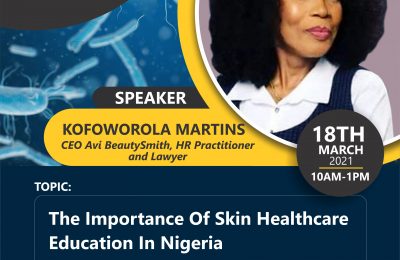 SPEAKER
KOFOWOROLA MARTINS
CEO Avi BeautySmith, HR Practitioner
and Lawyer
18TH
MARCH
2021
10AM-1PM
TOPIC:
The Importance Of Skin Healthcare
Education In Nigeria